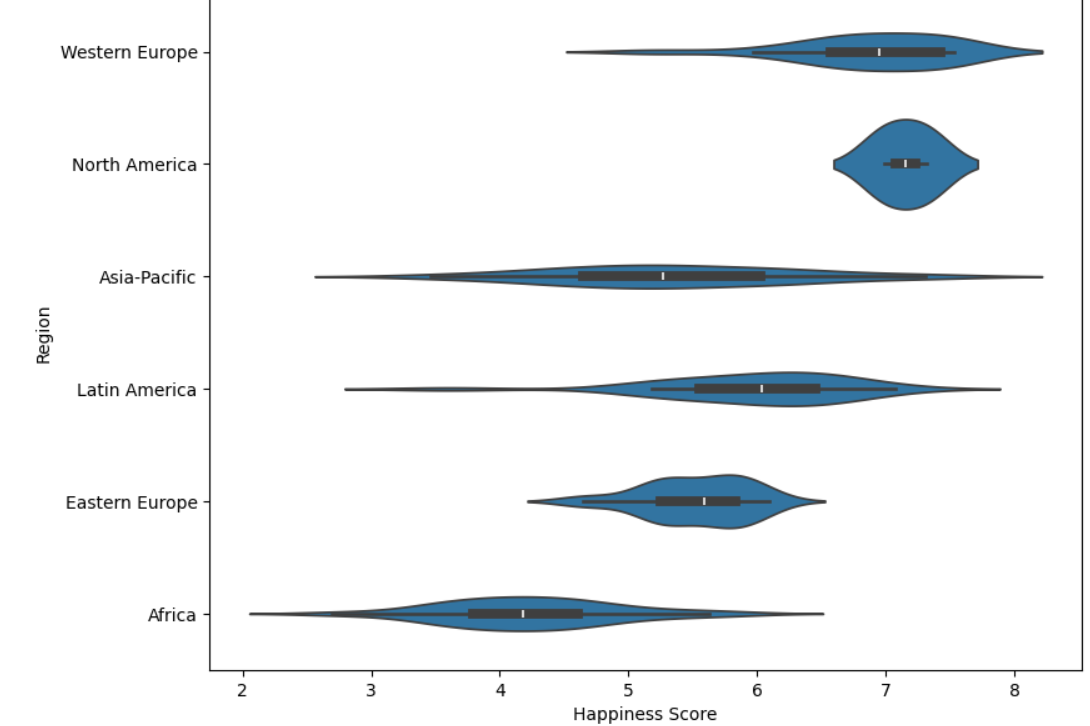 Western Europe
North America
Asia-Pacific
Latin America
Eastern Europe
Africa
Region
2 3 4 5 6 7 8
Happiness Score